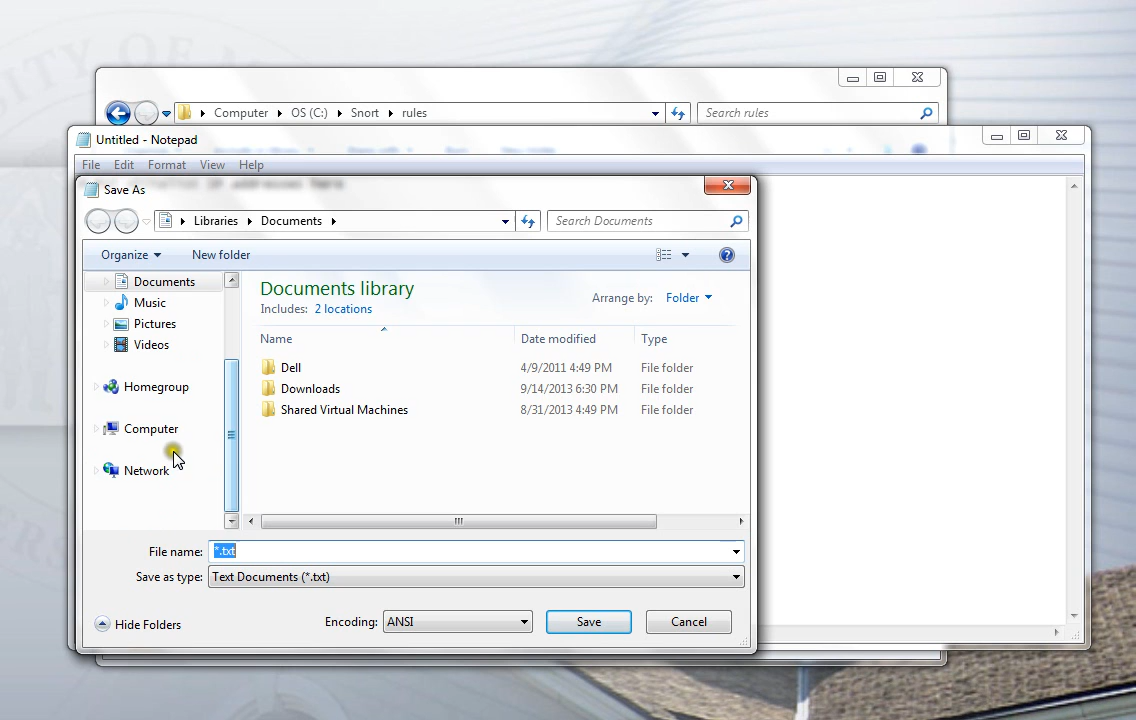 Computer OS (C:) Snort rules Search rules
Untitled - Notepad
File Edit Format View Help
IP addresses here
Save As
Libraries Documents Search Documents
Organize New folder
Documents
Music
Pictures
Videos
Homegroup
Computer
Network
Documents library
Includes: 2 locations
Arrange by: Folder
Name Date modified Type
Dell 4/9/2011 4:49 PM File folder
Downloads 9/14/2013 6:30 PM File folder
Shared Virtual Machines 8/31/2013 4:49 PM File folder
File name: *.txt
Save as type: Text Documents (*.txt)
Hide Folders Encoding: ANSI Save Cancel